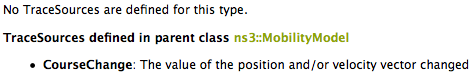 No TraceSources are defined for this type.
TraceSources defined in parent class ns3::MobilityModel
• CourseChange: The value of the position and/or velocity vector changed